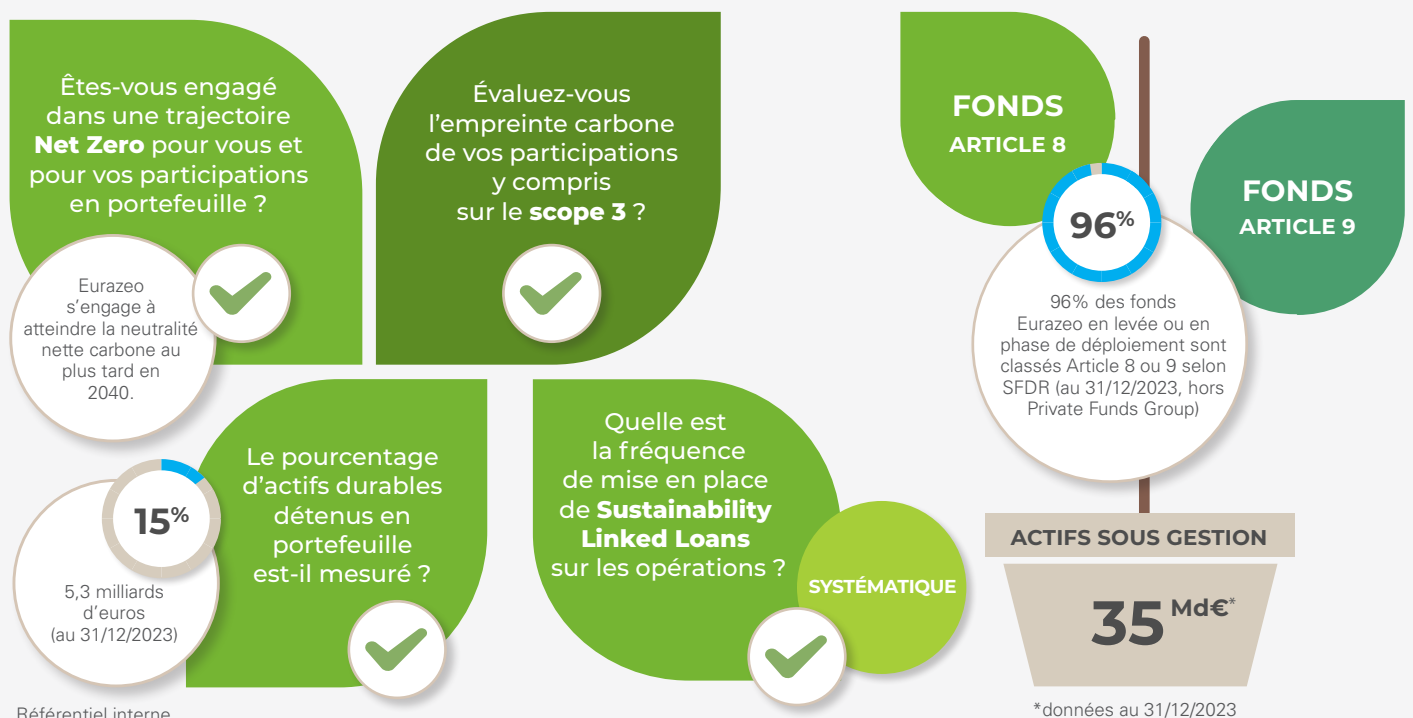 Êtes-vous engagé
dans une trajectoire
Net Zero pour vous et
pour vos participations
en portefeuille ?
Eurazeo
s'engage à
atteindre la neutralité
nette carbone au
plus tard en
2040.
Évaluez-vous
l'empreinte carbone
de vos participations
y compris
sur le scope 3 ?
15%
5,3 milliards
d'euros
(au 31/12/2023)
Le pourcentage
d'actifs durables
détenus en
portefeuille
est-il mesuré ?
Quelle est
la fréquence
de mise en place
de Sustainability
Linked Loans
sur les opérations ?
SYSTÉMATIQUE
FONDS
ARTICLE 8
FONDS
ARTICLE 9
96%
96% des fonds
Eurazeo en levée ou en
phase de déploiement sont
classés Article 8 ou 9 selon
SFDR (au 31/12/2023, hors
Private Funds Group)
ACTIFS SOUS GESTION
35 Md€*
*données au 31/12/2023
Référentiel interne